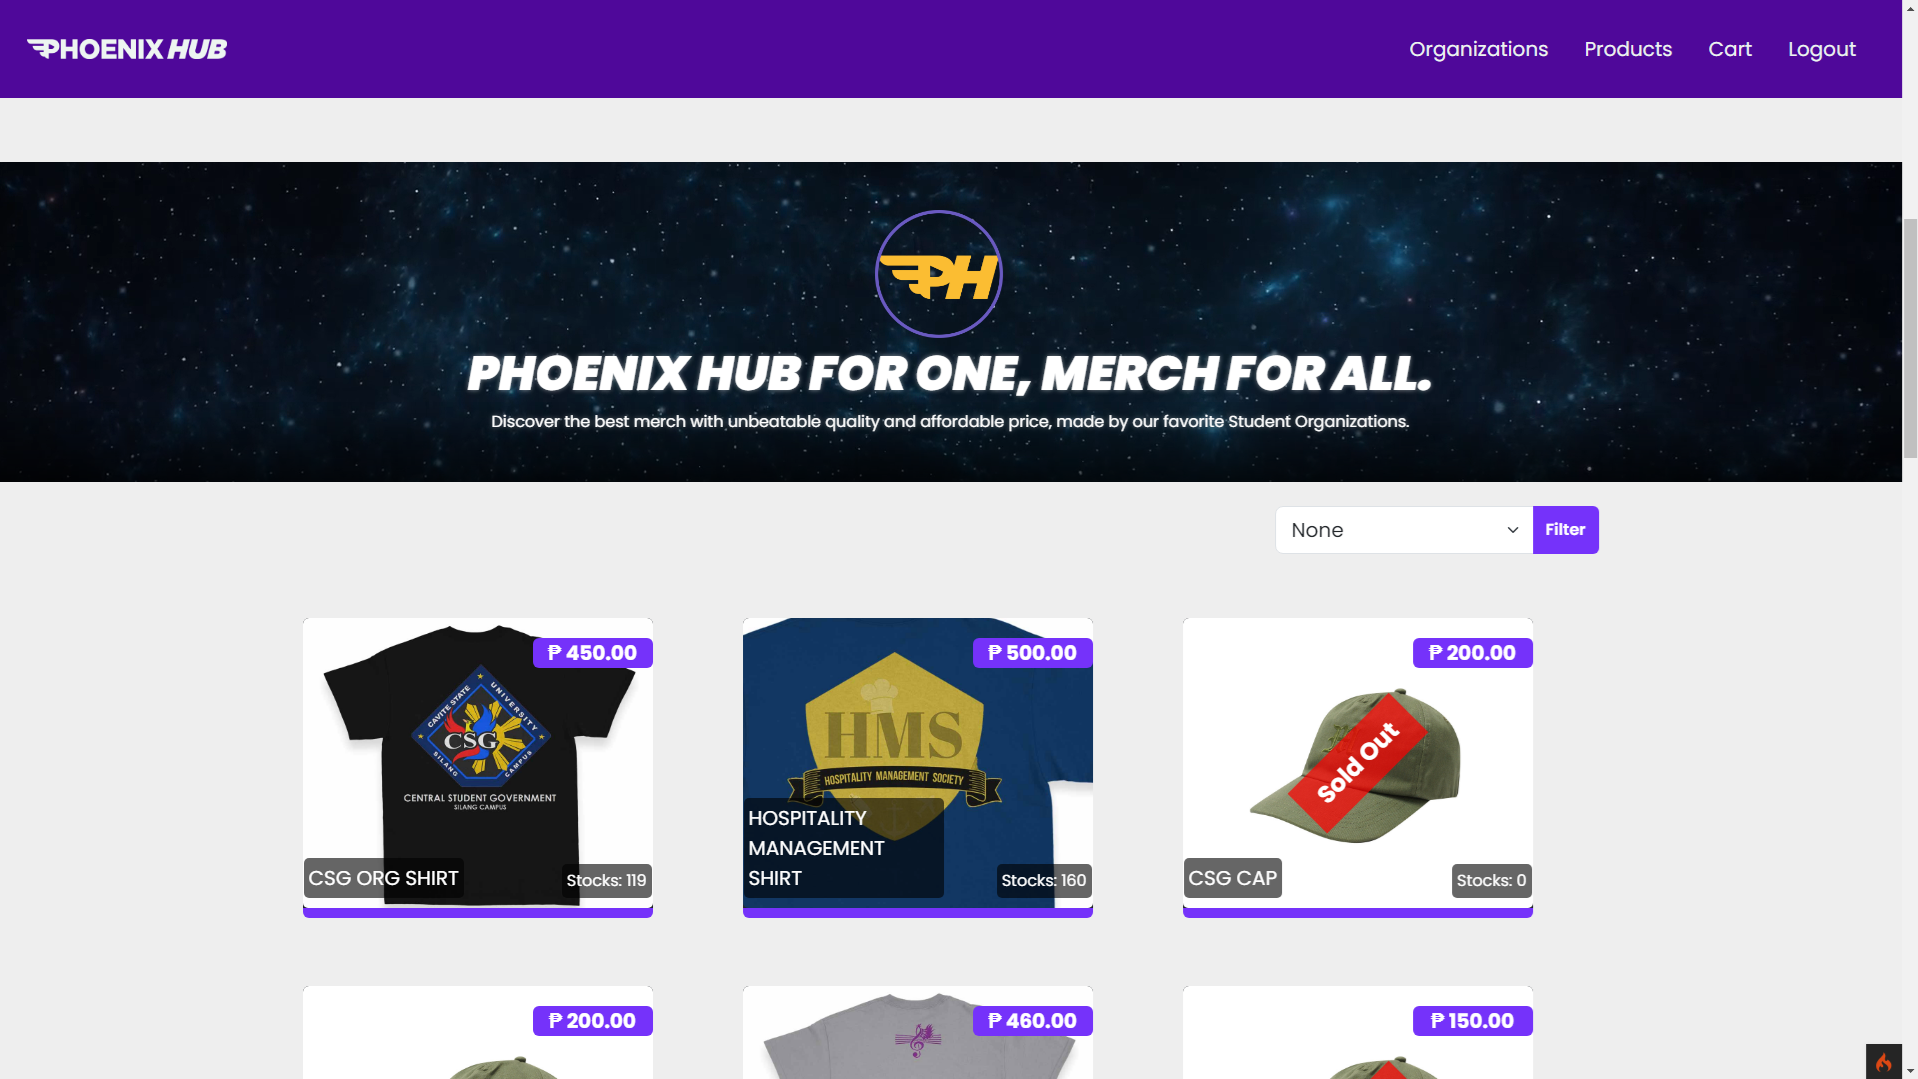 PHOENIX HUB
Organizations
Products
Cart
Logout
PH
PHOENIX HUB FOR ONE, MERCH FOR ALL.
Discover the best merch with unbeatable quality and affordable price, made by our favorite Student Organizations.
None
Filter
₱ 450.00
CAVITE STATE UNIVERSITY
CSG
SILANG CAMPUS
CENTRAL STUDENT GOVERNMENT
SILANG CAMPUS
CSG ORG SHIRT
Stocks: 119
₱ 500.00
HMS
HOSPITALITY MANAGEMENT SOCIETY
HOSPITALITY
MANAGEMENT
SHIRT
Stocks: 160
₱ 200.00
Sold Out
CSG CAP
Stocks: 0
₱ 200.00
₱ 460.00
₱ 150.00